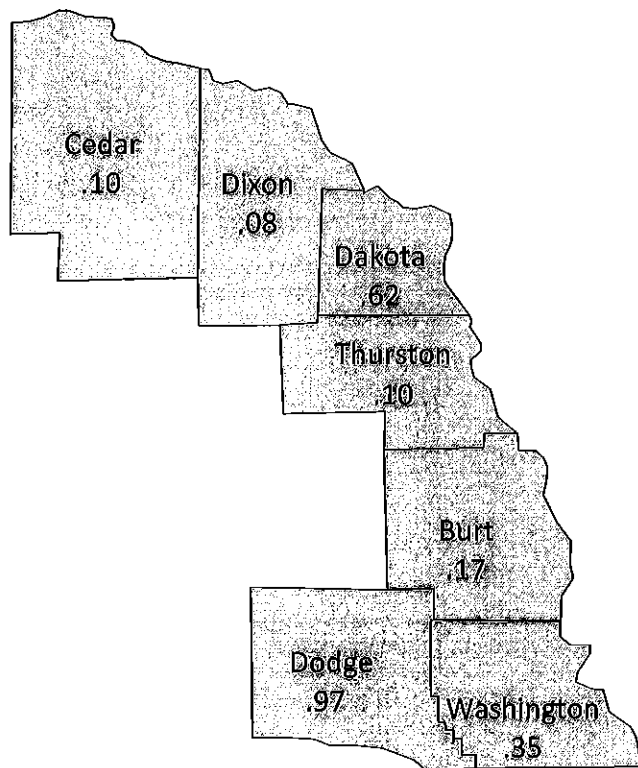 Cedar
.10
Dixon
.08
Dakota
.62
Thurston
.10
Burt
.17
Dodge
.97
Washington
.35